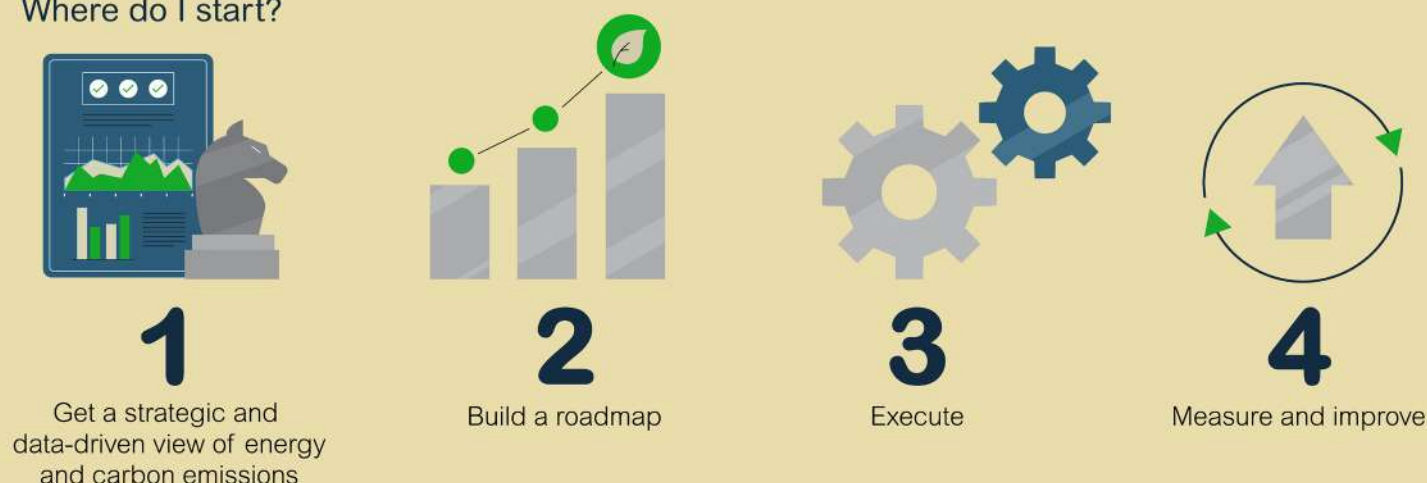 Where do I start?
1
Get a strategic and
data-driven view of energy
and carbon emissions
2
Build a roadmap
3
Execute
4
Measure and improve